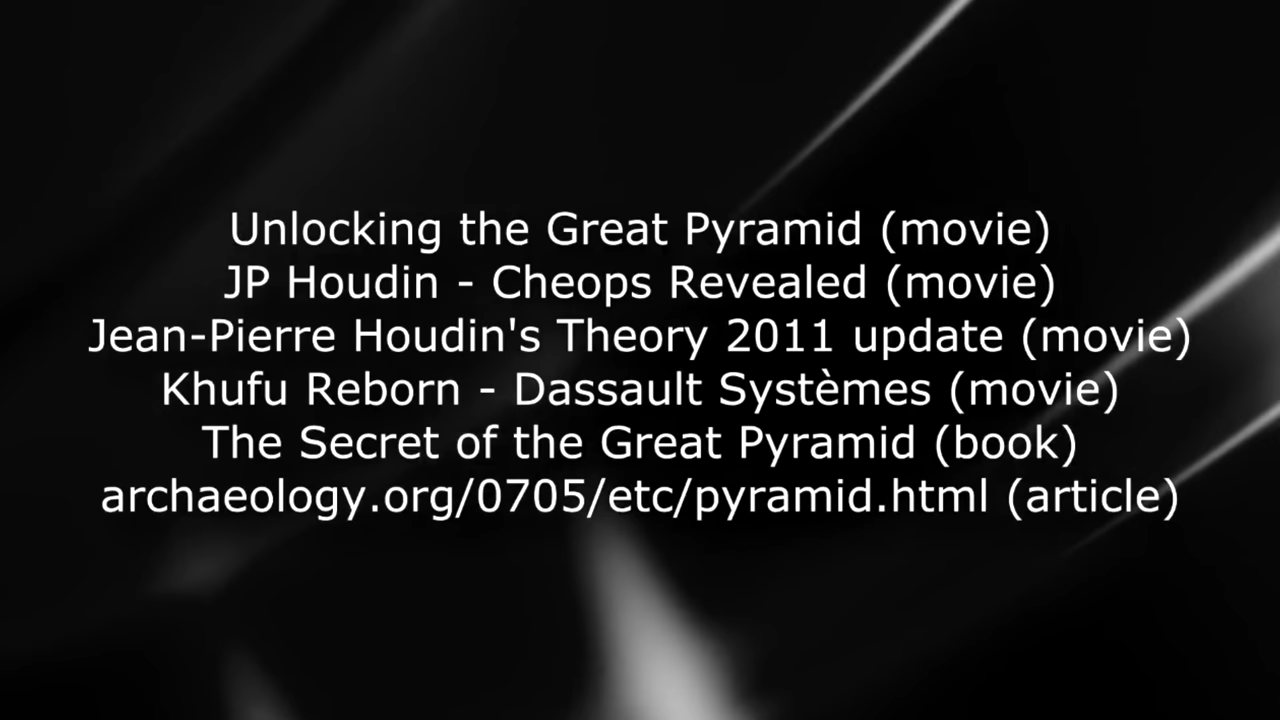 Unlocking the Great Pyramid (movie)
JP Houdin - Cheops Revealed (movie)
Jean-Pierre Houdin's Theory 2011 update (movie)
Khufu Reborn - Dassault Systèmes (movie)
The Secret of the Great Pyramid (book)
archaeology.org/0705/etc/pyramid.html (article)